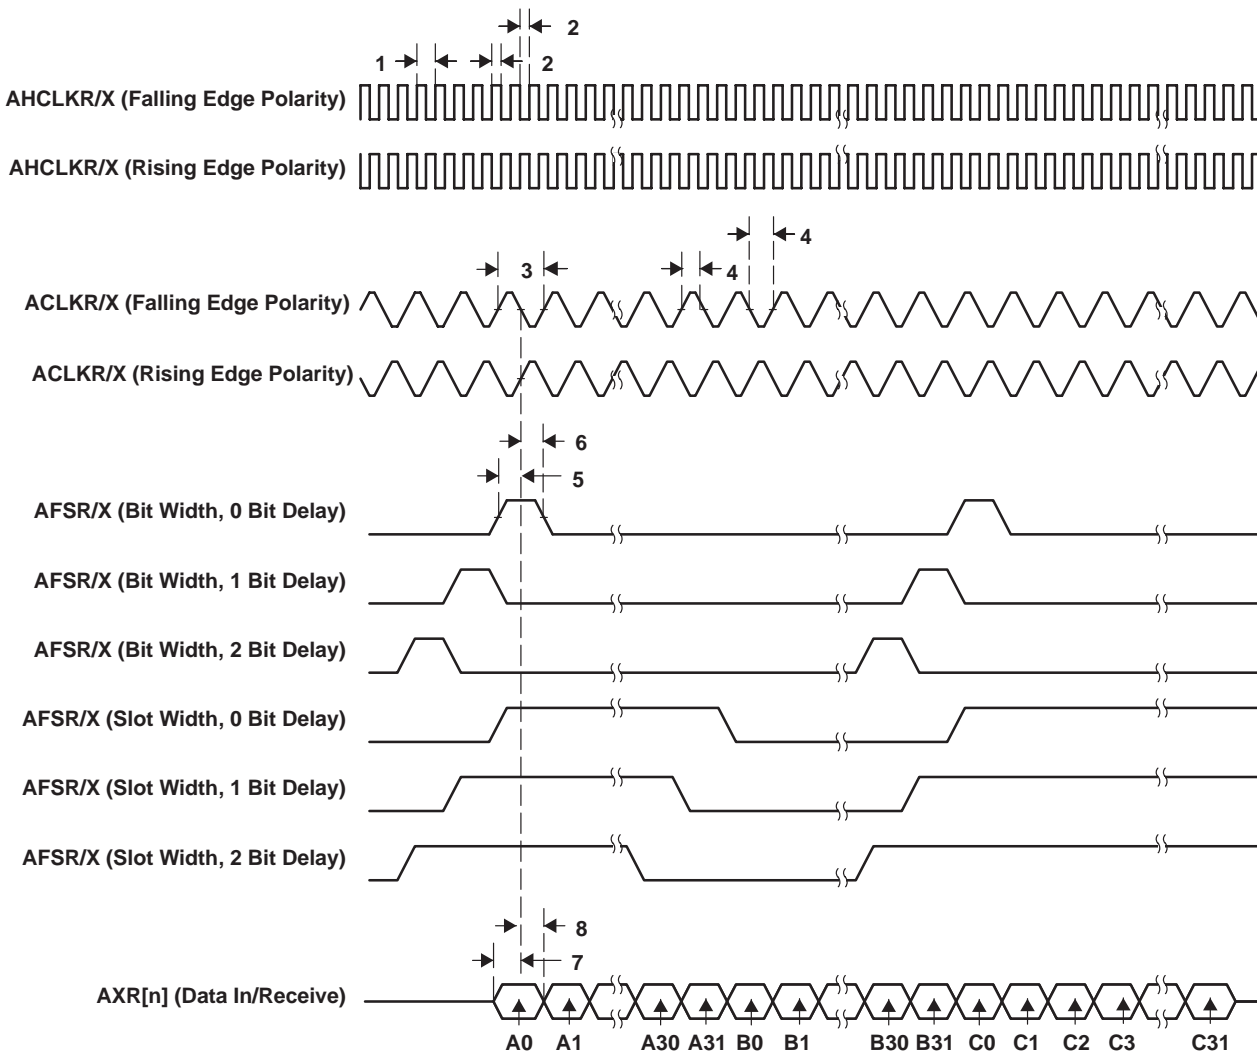 2
1
2
AHCLKR/X (Falling Edge Polarity)
AHCLKR/X (Rising Edge Polarity)
4
3
4
ACLKR/X (Falling Edge Polarity)
ACLKR/X (Rising Edge Polarity)
6
5
AFSR/X (Bit Width, 0 Bit Delay)
AFSR/X (Bit Width, 1 Bit Delay)
AFSR/X (Bit Width, 2 Bit Delay)
AFSR/X (Slot Width, 0 Bit Delay)
AFSR/X (Slot Width, 1 Bit Delay)
AFSR/X (Slot Width, 2 Bit Delay)
8
7
AXR[n] (Data In/Receive)
A0 A1 A30 A31 B0 B1 B30 B31 C0 C1 C2 C3 C31